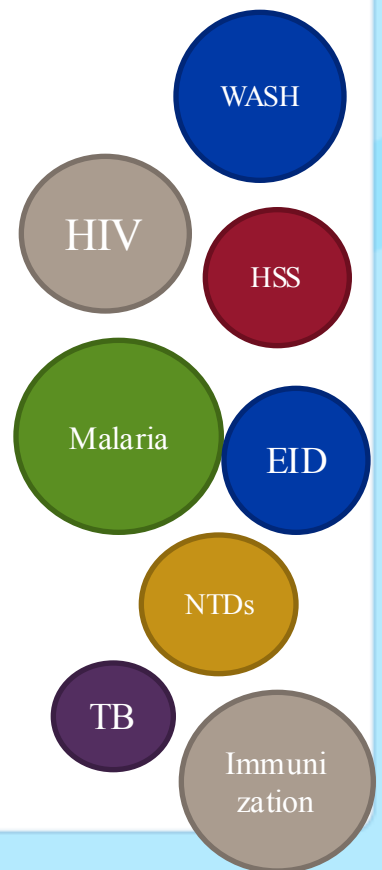 WASH
HIV
HSS
Malaria
EID
NTDs
TB
Immuni
zation